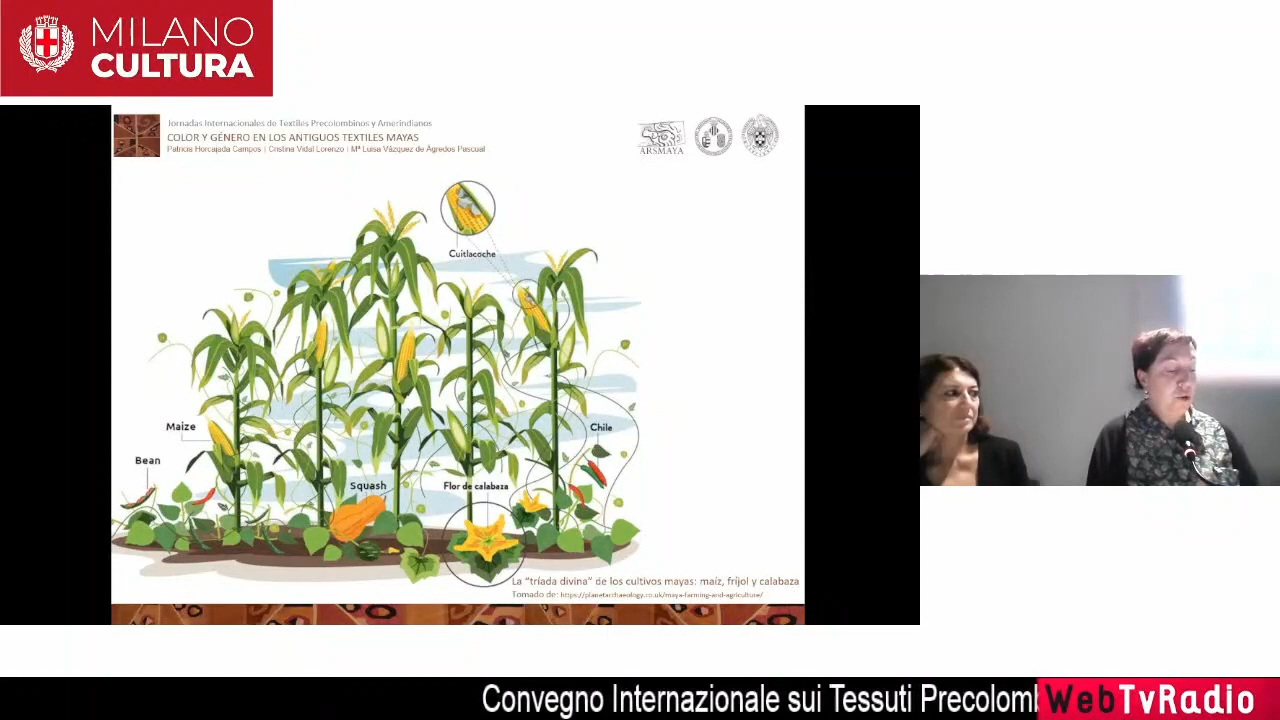 MILANO
CULTURA
Jornadas Internacionales de Textiles Precolombinos y Amerindianos
COLOR Y GÉNERO EN LOS ANTIGUOS TEXTILES MAYAS
Patricia Horcajada Campos | Cristina Vidal Lorenzo | Mª Luisa Vázquez de Ágredos Pascual
ARSMAYA
Cuitlacoche
Maize
Chile
Bean
Squash
Flor de calabaza
La “tríada divina” de los cultivos mayas: maíz, fríjol y calabaza
Tomado de: https://planetarchaeology.co.uk/maya-farming-and-agriculture/
Convegno Internazionale sui Tessuti Precolomb
WebTvRadio